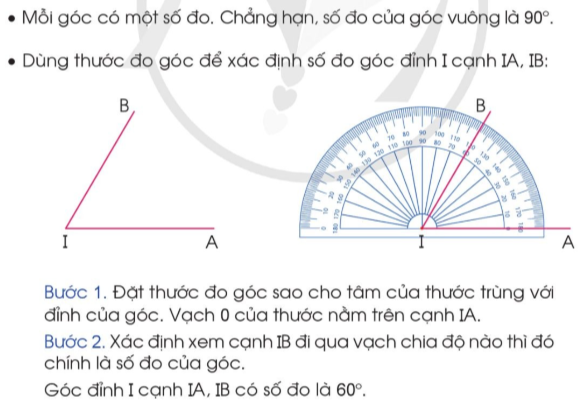 • Mỗi góc có một số đo. Chẳng hạn, số đo của góc vuông là 90°.
• Dùng thước đo góc để xác định số đo góc đỉnh I cạnh IA, IB:
B
B
I
A
I
A
Bước 1. Đặt thước đo góc sao cho tâm của thước trùng với
đỉnh của góc. Vạch 0 của thước nằm trên cạnh IA.
Bước 2. Xác định xem cạnh IB đi qua vạch chia độ nào thì đó
chính là số đo của góc.
Góc đỉnh I cạnh IA, IB có số đo là 60°.